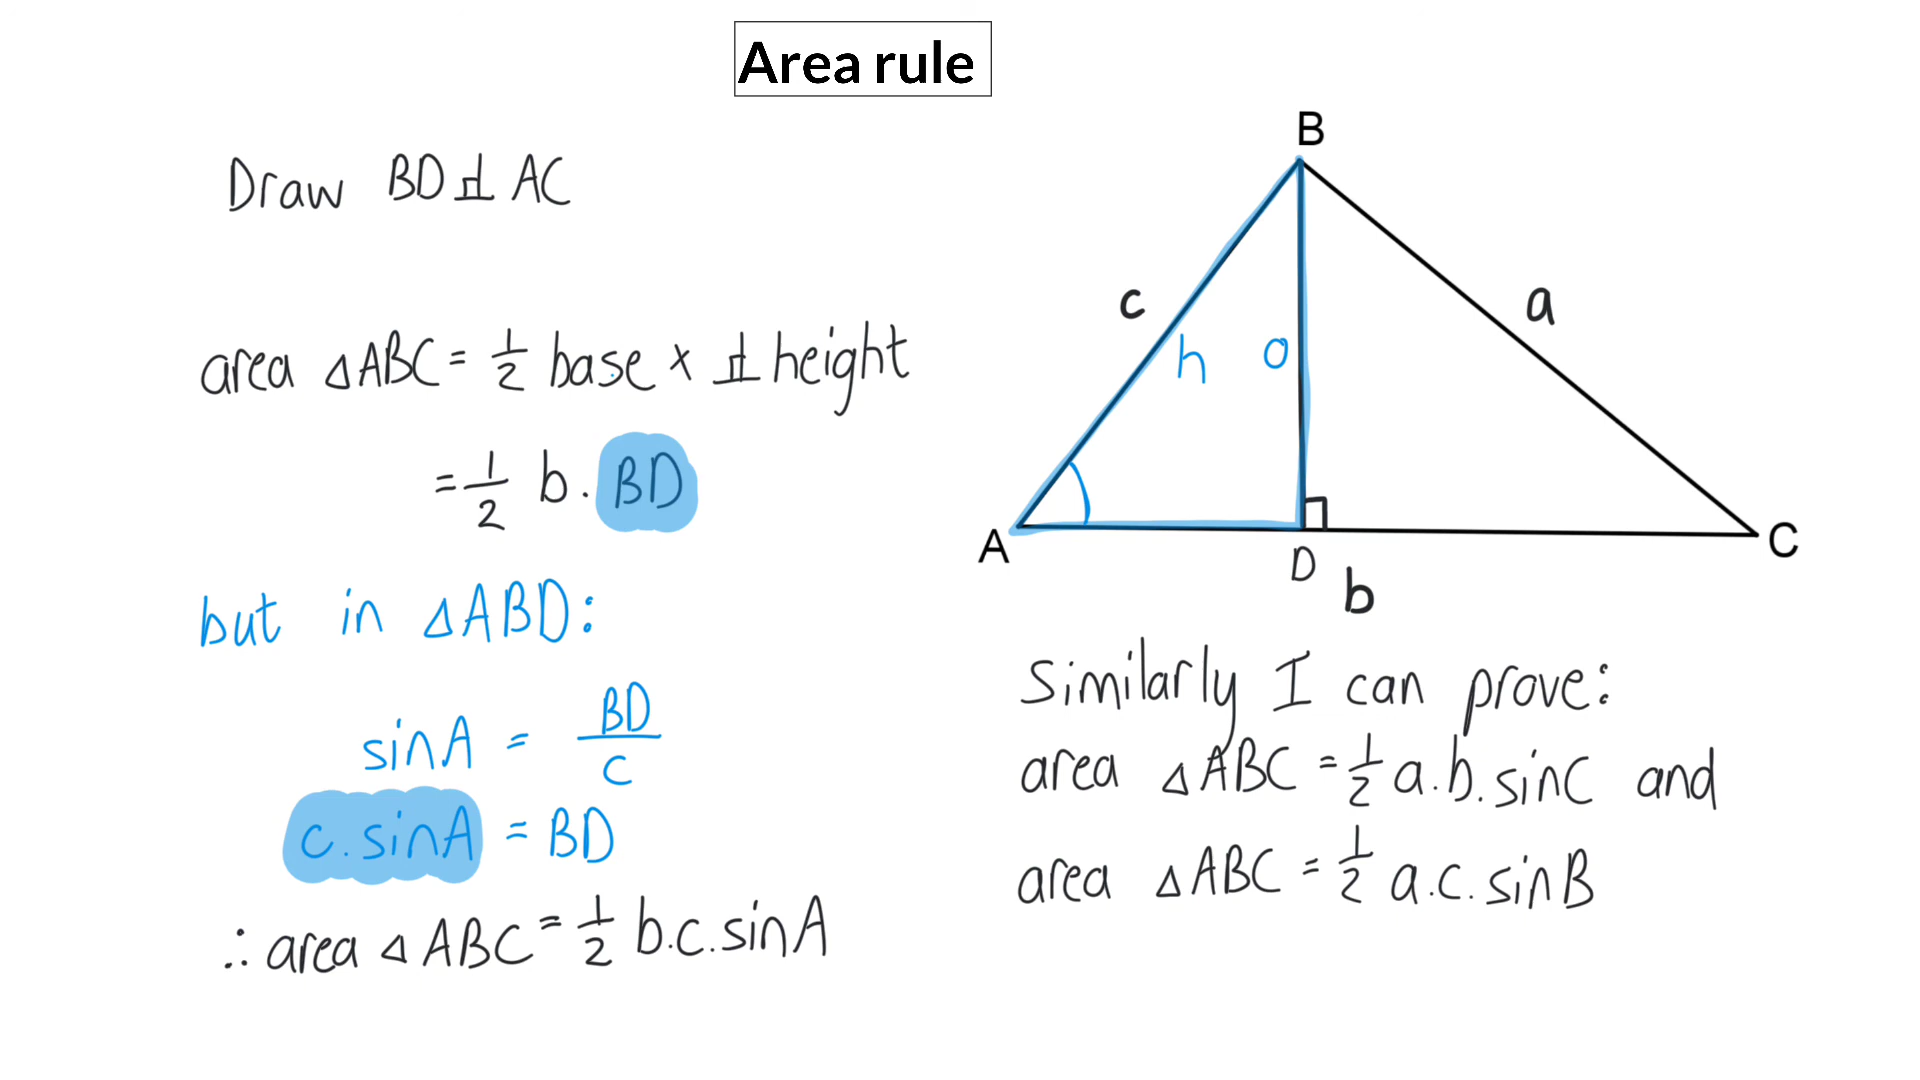 Area rule
Draw BD ⊥ AC
area △ABC = 1/2 base × ⊥ height
= 1/2 b . BD
but in △ABD:
sinA = BD/c
c.sinA = BD
∴ area △ABC = 1/2 b.c.sinA
B
c
a
h
o
A
D
C
b
Similarly I can prove:
area △ABC = 1/2 a.b.sinC and
area △ABC = 1/2 a.c.sinB